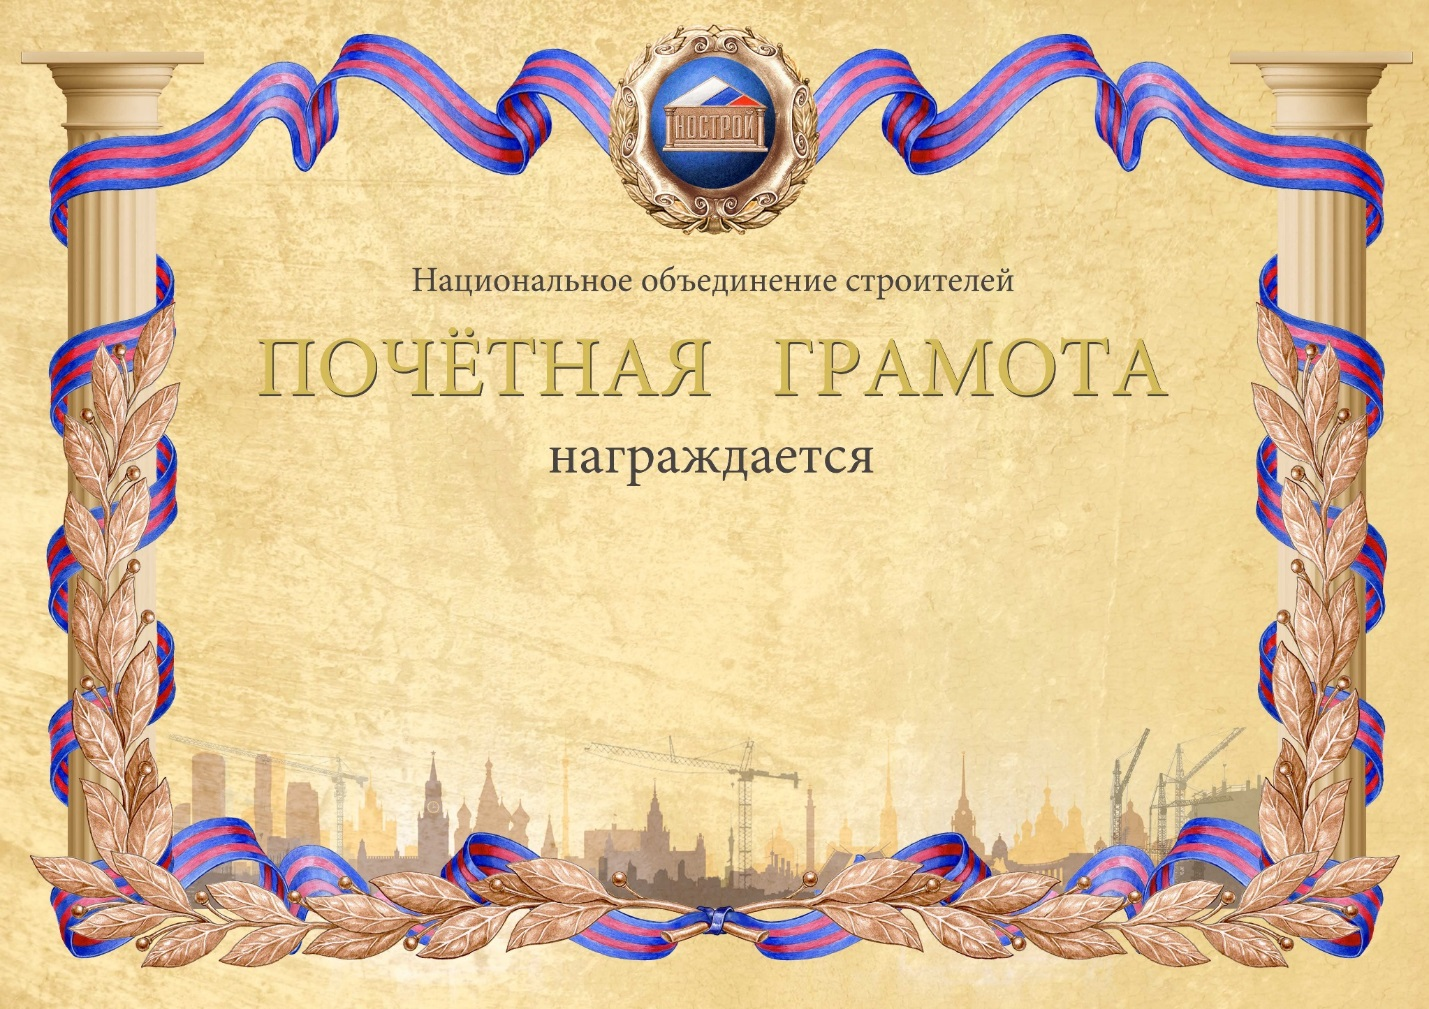 НОСТРОЙ
Национальное объединение строителей
ПОЧЁТНАЯ ГРАМОТА
награждается